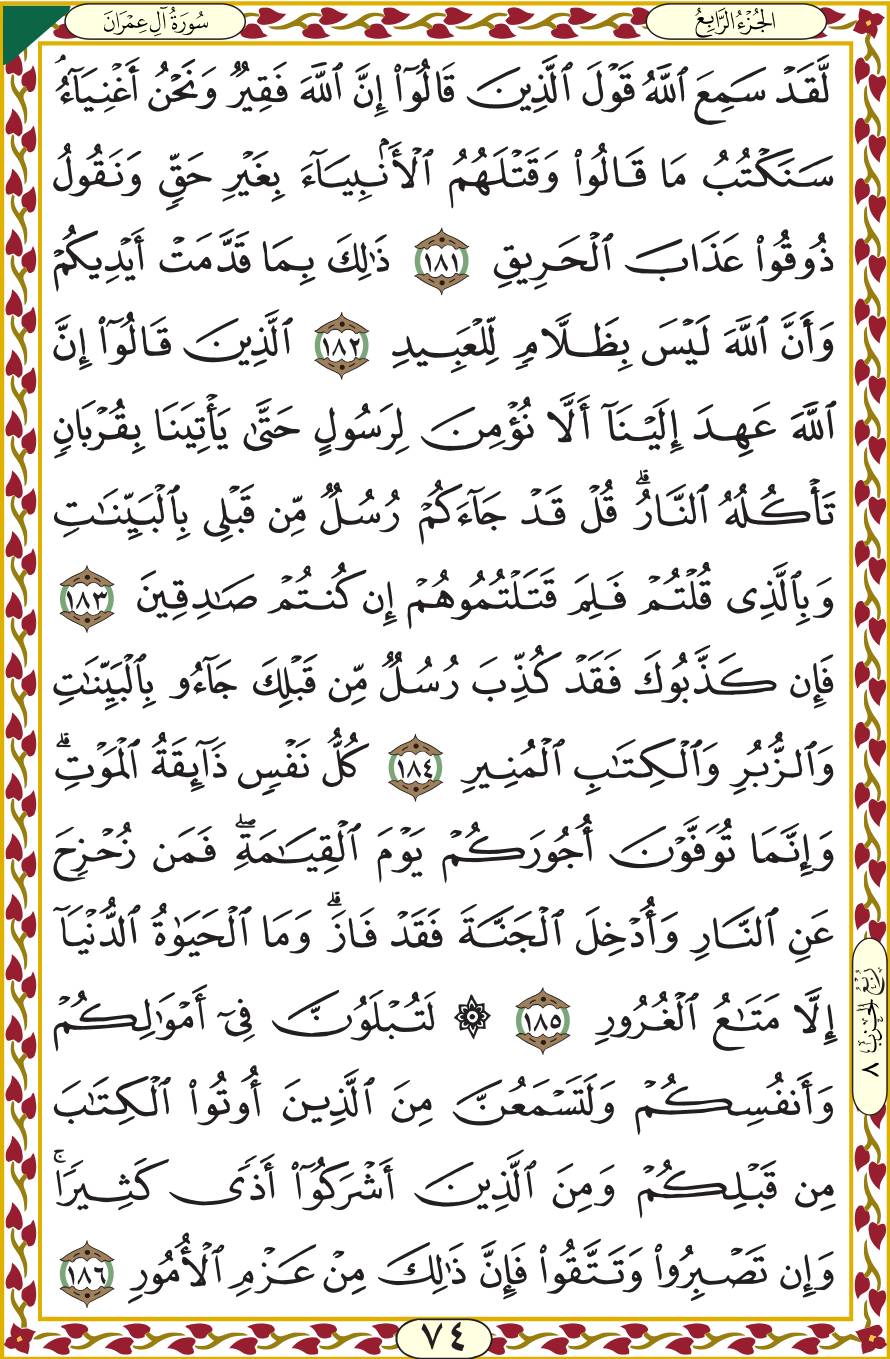 سُورَةُ آلِ عِمْرَانَ
الجُزْءُ الرَّابِعُ
لَّقَدْ سَمِعَ ٱللَّهُ قَوْلَ ٱلَّذِينَ قَالُوٓا۟ إِنَّ ٱللَّهَ فَقِيرٌ وَنَحْنُ أَغْنِيَآءُ ۘ
سَنَكْتُبُ مَا قَالُوا۟ وَقَتْلَهُمُ ٱلْأَنۢبِيَآءَ بِغَيْرِ حَقٍّ وَنَقُولُ
ذُوقُوا۟ عَذَابَ ٱلْحَرِيقِ ١٨١ ذَٰلِكَ بِمَا قَدَّمَتْ أَيْدِيكُمْ
وَأَنَّ ٱللَّهَ لَيْسَ بِظَلَّامٍ لِّلْعَبِيدِ ١٨٢ ٱلَّذِينَ قَالُوٓا۟ إِنَّ
ٱللَّهَ عَهِدَ إِلَيْنَآ أَلَّا نُؤْمِنَ لِرَسُولٍ حَتَّىٰ يَأْتِيَنَا بِقُرْبَانٍ
تَأْكُلُهُ ٱلنَّارُ ۗ قُلْ قَدْ جَآءَكُمْ رُسُلٌ مِّن قَبْلِى بِٱلْبَيِّنَٰتِ
وَبِٱلَّذِى قُلْتُمْ فَلِمَ قَتَلْتُمُوهُمْ إِن كُنتُمْ صَٰدِقِينَ ١٨٣
فَإِن كَذَّبُوكَ فَقَدْ كُذِّبَ رُسُلٌ مِّن قَبْلِكَ جَآءُو بِٱلْبَيِّنَٰتِ
وَٱلزُّبُرِ وَٱلْكِتَٰبِ ٱلْمُنِيرِ ١٨٤ كُلُّ نَفْسٍ ذَآئِقَةُ ٱلْمَوْتِ ۗ
وَإِنَّمَا تُوَفَّوْنَ أُجُورَكُمْ يَوْمَ ٱلْقِيَٰمَةِ ۖ فَمَن زُحْزِحَ
عَنِ ٱلنَّارِ وَأُدْخِلَ ٱلْجَنَّةَ فَقَدْ فَازَ ۗ وَمَا ٱلْحَيَوٰةُ ٱلدُّنْيَآ
إِلَّا مَتَٰعُ ٱلْغُرُورِ ١٨٥ ۞ لَتُبْلَوُنَّ فِىٓ أَمْوَٰلِكُمْ
وَأَنفُسِكُمْ وَلَتَسْمَعُنَّ مِنَ ٱلَّذِينَ أُوتُوا۟ ٱلْكِتَٰبَ
مِن قَبْلِكُمْ وَمِنَ ٱلَّذِينَ أَشْرَكُوٓا۟ أَذًى كَثِيرًا ۚ
وَإِن تَصْبِرُوا۟ وَتَتَّقُوا۟ فَإِنَّ ذَٰلِكَ مِنْ عَزْمِ ٱلْأُمُورِ ١٨٦
رُبْعُ الْحِزْبِ ٨
٧٤